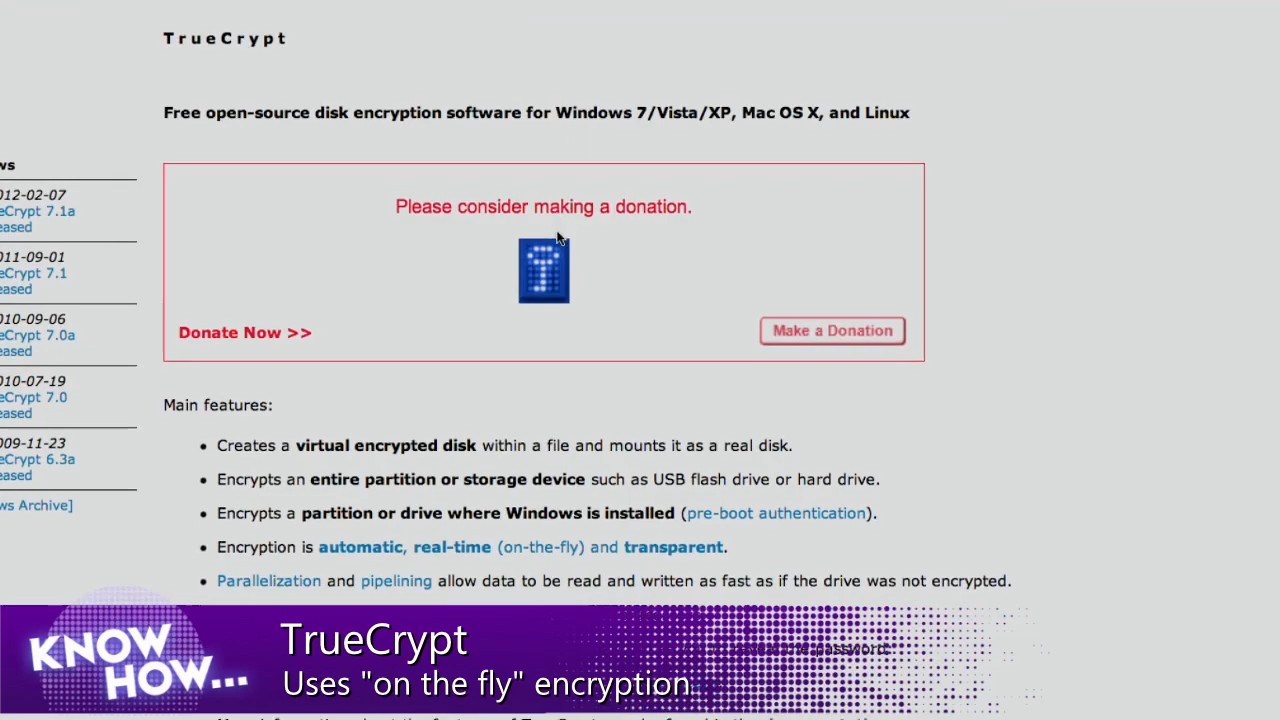 TrueCrypt
Free open-source disk encryption software for Windows 7/Vista/XP, Mac OS X, and Linux
ws
012-02-07
eCrypt 7.1a
eased
011-09-01
eCrypt 7.1
eased
010-09-06
eCrypt 7.0a
eased
010-07-19
eCrypt 7.0
eased
009-11-23
eCrypt 6.3a
eased
ws Archive]
Please consider making a donation.
Donate Now >>
Make a Donation
Main features:
• Creates a virtual encrypted disk within a file and mounts it as a real disk.
• Encrypts an entire partition or storage device such as USB flash drive or hard drive.
• Encrypts a partition or drive where Windows is installed (pre-boot authentication).
• Encryption is automatic, real-time (on-the-fly) and transparent.
• Parallelization and pipelining allow data to be read and written as fast as if the drive was not encrypted.
the password.
KNOW
HOW...
TrueCrypt
Uses "on the fly" encryption